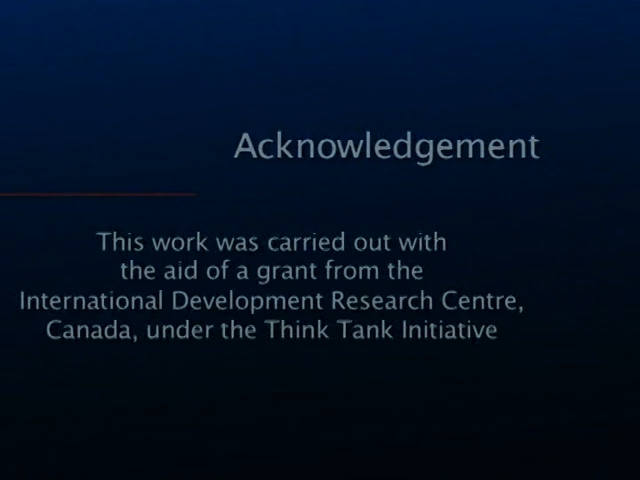 Acknowledgement
This work was carried out with
the aid of a grant from the
International Development Research Centre,
Canada, under the Think Tank Initiative